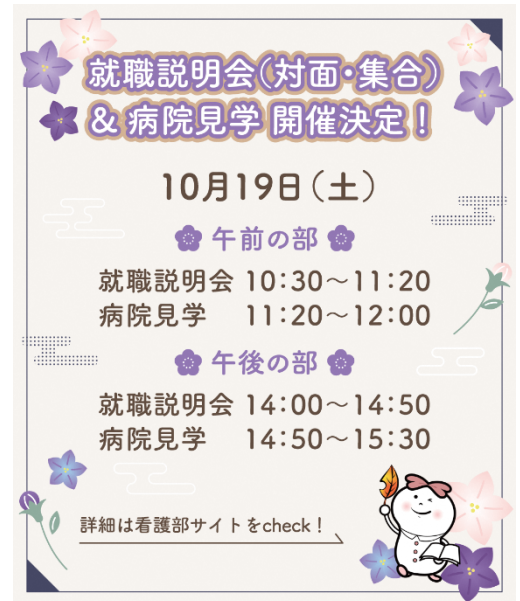 就職説明会(対面・集合)
& 病院見学 開催決定！
10月19日(土)
午前の部
就職説明会 10:30～11:20
病院見学 11:20～12:00
午後の部
就職説明会 14:00～14:50
病院見学 14:50～15:30
詳細は看護部サイトをcheck！